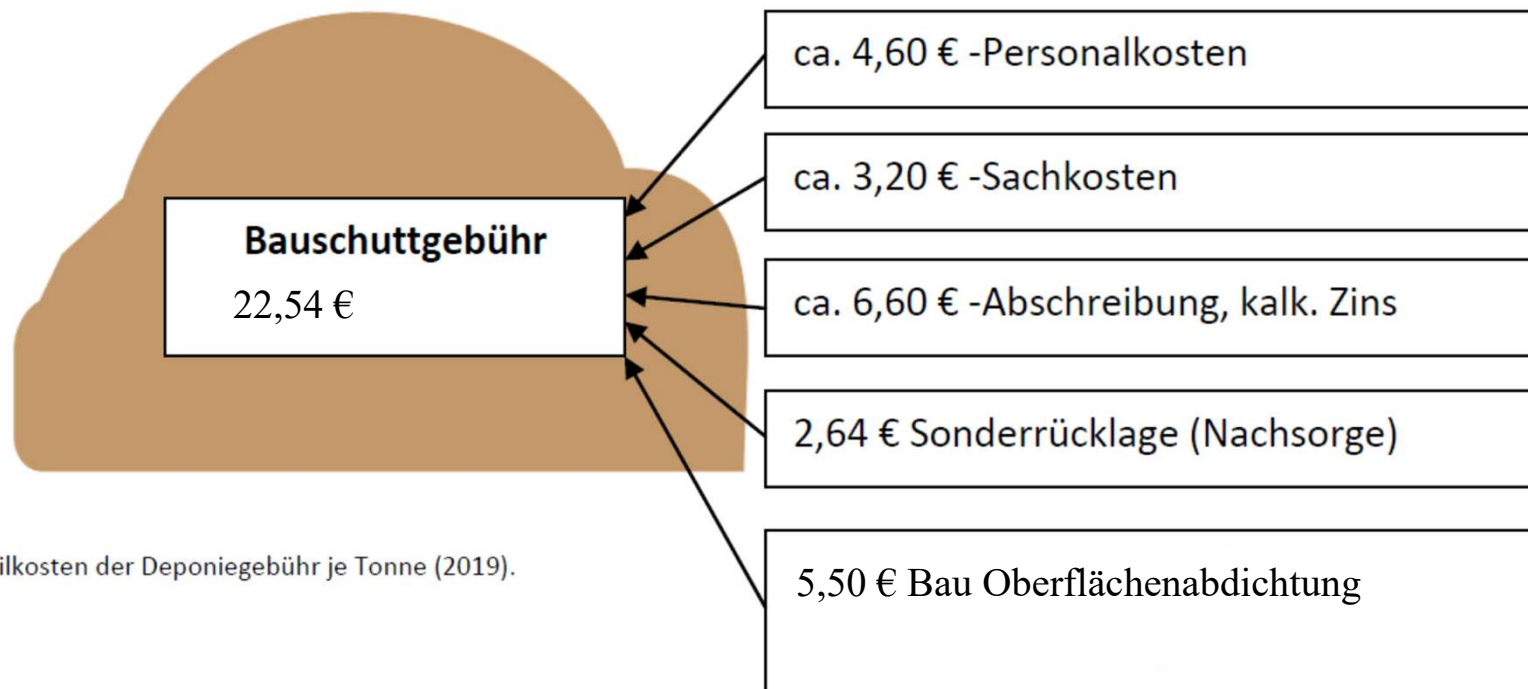 ca. 4,60 € -Personalkosten
ca. 3,20 € -Sachkosten
Bauschuttgebühr
22,54 €
ca. 6,60 € -Abschreibung, kalk. Zins
2,64 € Sonderrücklage (Nachsorge)
5,50 € Bau Oberflächenabdichtung
ilkosten der Deponiegebühr je Tonne (2019).